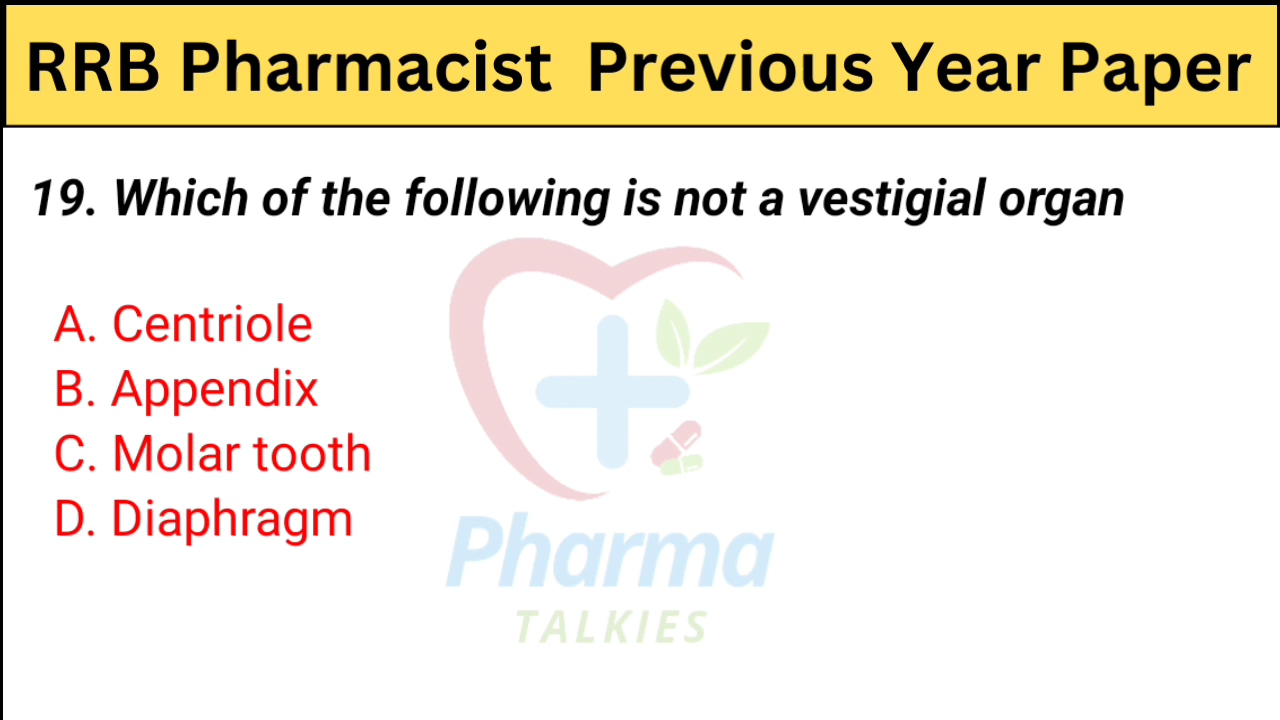 RRB Pharmacist Previous Year Paper
19. Which of the following is not a vestigial organ
A. Centriole
B. Appendix
C. Molar tooth
D. Diaphragm
Pharma
TALKIES